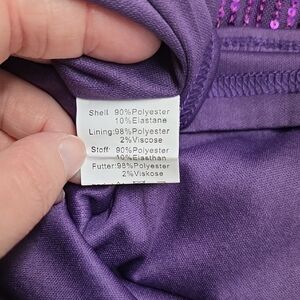 Shell: 90%Polyester
10%Elastane
Lining:98%Polyester
2%Viscose
Stoff: 90%Polyester
10%Elasthan
Futter:98%Polyester
2%Viskose